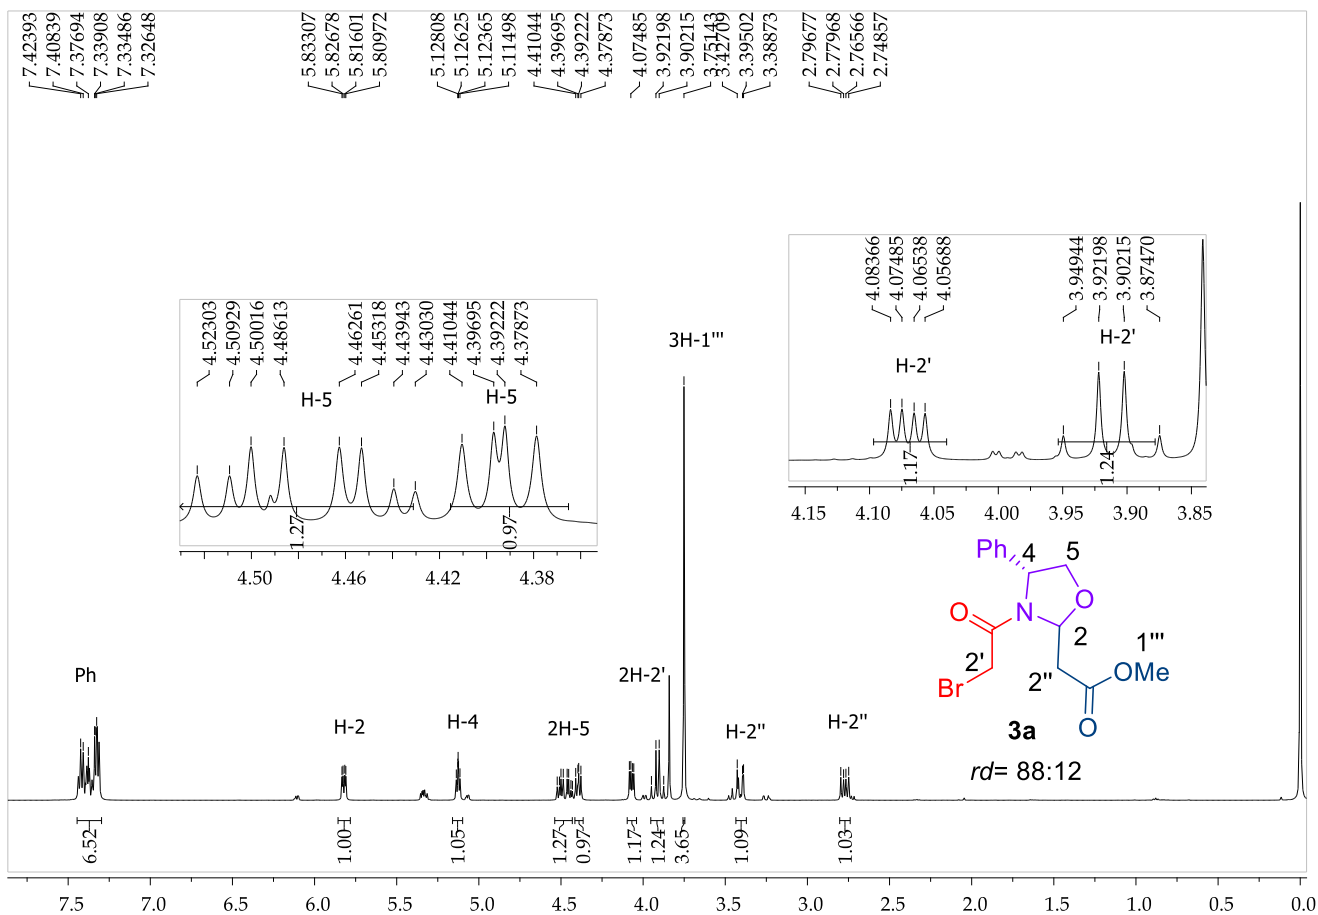 7.42393 7.40839 7.37694 7.33908 7.33486 7.32648 5.83307 5.82678 5.81601 5.80972 5.12808 5.12625 5.12365 5.11498 4.41044 4.39695 4.39222 4.37873 4.07485 3.92198 3.90215 3.75143 3.42709 3.39502 3.38873 2.79677 2.77968 2.76566 2.74857
4.08366 4.07485 4.06538 4.05688 3.94944 3.92198 3.90215 3.87470
H-2'
H-2'
1.17 1.24
4.15 4.10 4.05 4.00 3.95 3.90 3.85
4.52303 4.50929 4.50016 4.48613 4.46261 4.45318 4.43943 4.43030 4.41044 4.39695 4.39222 4.37873
H-5 H-5
1.27 0.97
4.50 4.46 4.42 4.38
3H-1'''
Ph 4 5
O N O
2 1'''
2' 2'' OMe
Br O
3a
rd= 88:12
Ph H-2 H-4 2H-5 2H-2' H-2'' H-2''
6.52 1.00 1.05 1.27 0.97 1.17 1.24 3.65 1.09 1.03
7.5 7.0 6.5 6.0 5.5 5.0 4.5 4.0 3.5 3.0 2.5 2.0 1.5 1.0 0.5 0.0